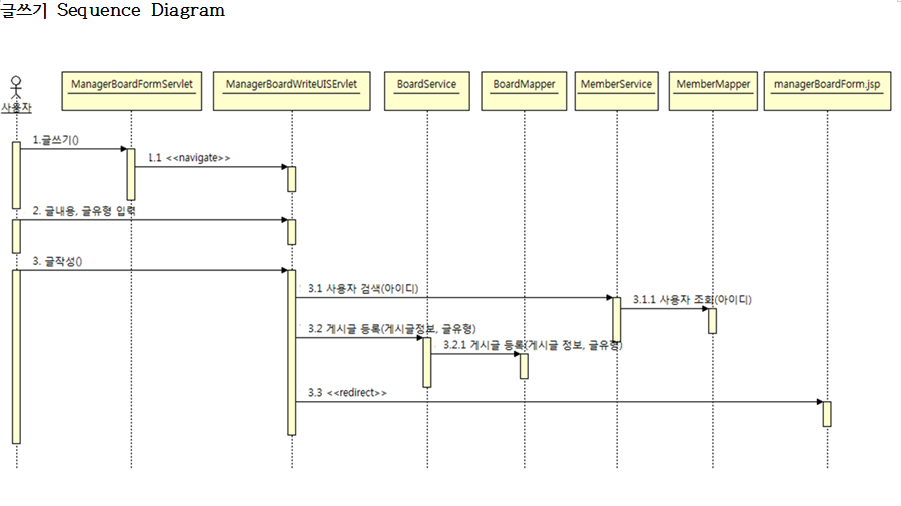 글쓰기 Sequence Diagram
사용자
ManagerBoardFormServlet
ManagerBoardWriteUISErvlet
BoardService
BoardMapper
MemberService
MemberMapper
managerBoardForm.jsp
1.글쓰기()
1.1 <<navigate>>
2. 글내용, 글유형 입력
3. 글작성()
3.1 사용자 검색(아이디)
3.1.1 사용자 조회(아이디)
3.2 게시글 등록(게시글정보, 글유형)
3.2.1 게시글 등록(게시글 정보, 글유형)
3.3 <<redirect>>